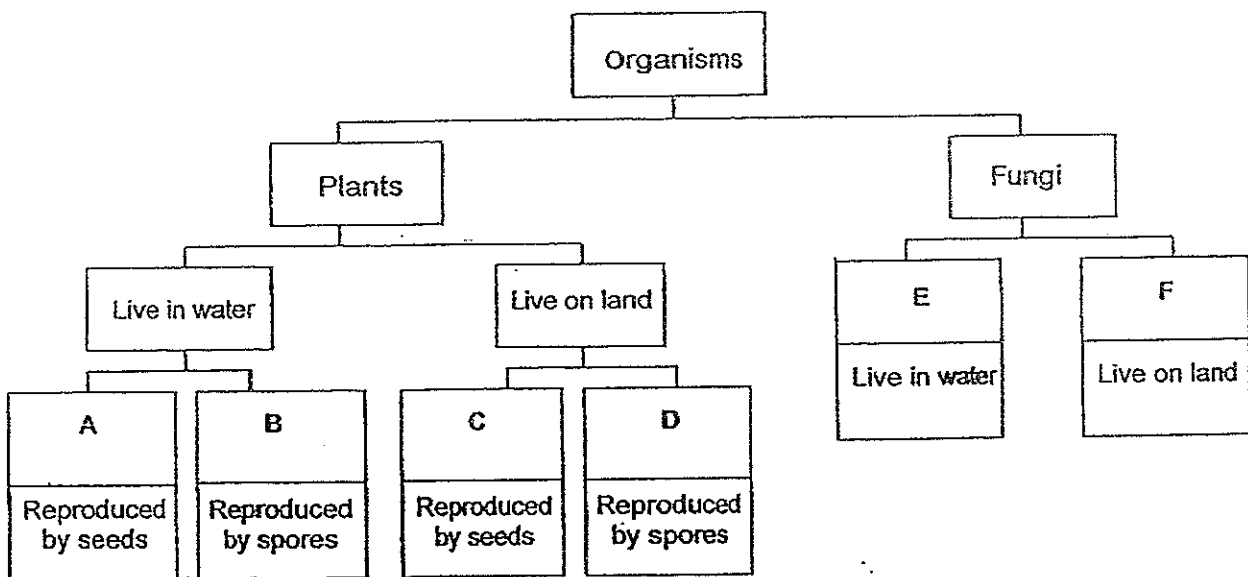 Organisms
Plants
Fungi
Live in water
Live on land
E
Live in water
F
Live on land
A
Reproduced
by seeds
B
Reproduced
by spores
C
Reproduced
by seeds
D
Reproduced
by spores